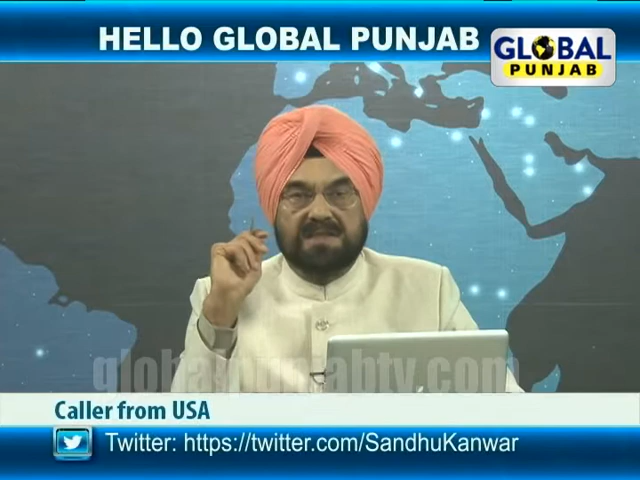 HELLO GLOBAL PUNJAB
GLOBAL
PUNJAB
globalpunjabtv.com
Caller from USA
Twitter: https://twitter.com/SandhuKanwar